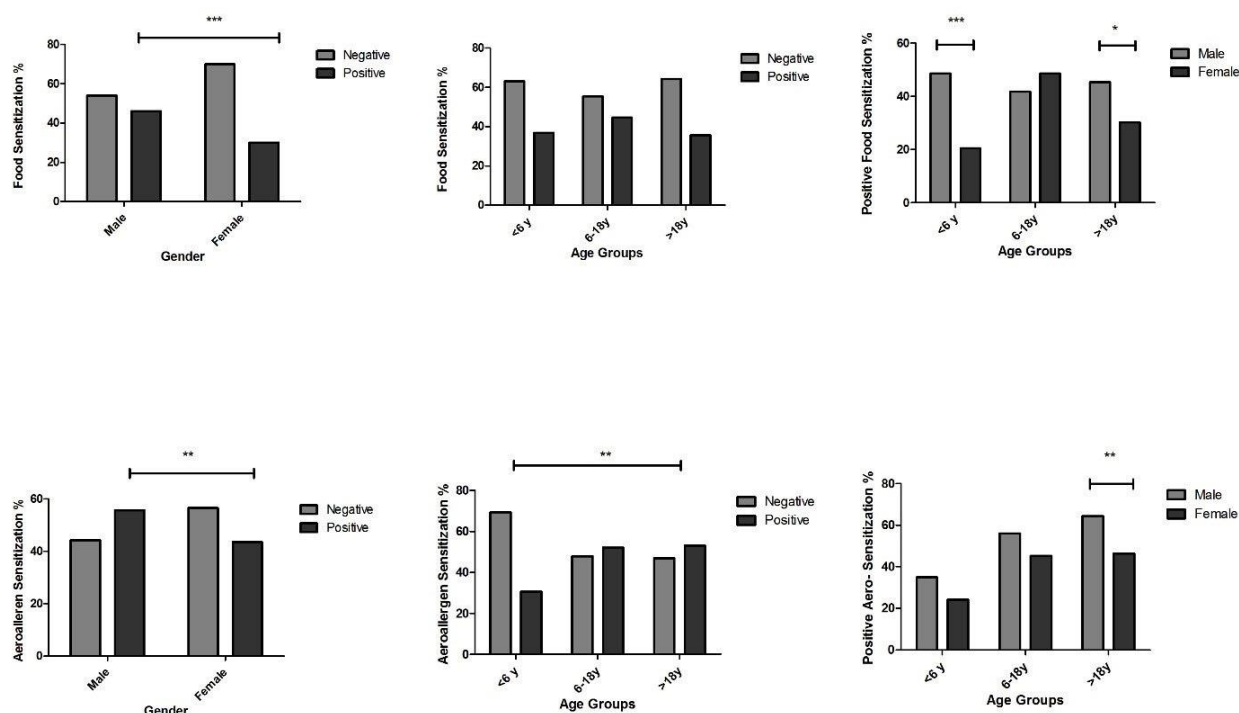 ***
Food Sensitization %
80
60
40
20
0
Male
Female
Gender
Negative
Positive
Food Sensitization %
80
60
40
20
0
<6 y
6-18y
>18y
Age Groups
Negative
Positive
***
*
Positive Food Sensitization %
60
40
20
0
<6 y
6-18y
>18y
Age Groups
Male
Female
**
Aeroalleren Sensitization %
60
40
20
0
Male
Female
Gender
Negative
Positive
**
Aeroallergen Sensitization %
80
60
40
20
0
<6 y
6-18y
>18y
Age Groups
Negative
Positive
**
Positive Aero- Sensitization %
80
60
40
20
0
<6 y
6-18y
>18y
Age Groups
Male
Female